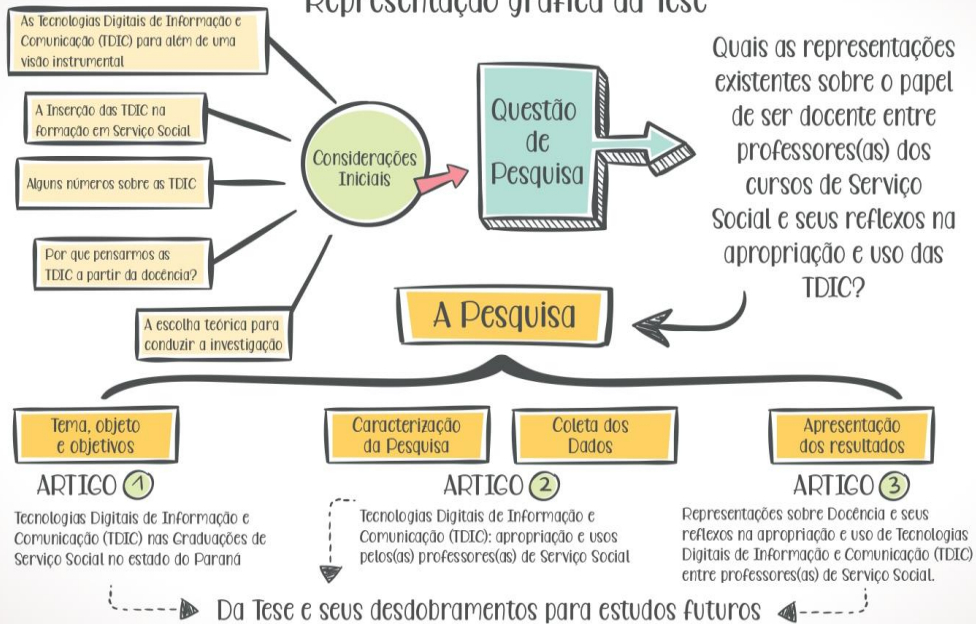 Representação gráfica da Tese
As Tecnologias Digitais de Informação e
Comunicação (TDIC) para além de uma
visão instrumental
A Inserção das TDIC na
formação em Serviço Social
Alguns números sobre as TDIC
Por que pensarmos as
TDIC a partir da docência?
A escolha teórica para
conduzir a investigação
Considerações
Iniciais
Questão
de
Pesquisa
Quais as representações
existentes sobre o papel
de ser docente entre
professores(as) dos
cursos de Serviço
Social e seus reflexos na
apropriação e uso das
TDIC?
A Pesquisa
Tema, objeto
e objetivos
Caracterização
da Pesquisa
Coleta dos
Dados
Apresentação
dos resultados
ARTIGO 1
Tecnologias Digitais de Informação e
Comunicação (TDIC) nas Graduações de
Serviço Social no estado do Paraná
ARTIGO 2
Tecnologias Digitais de Informação e
Comunicação (TDIC): apropriação e usos
pelos(as) professores(as) de Serviço Social
ARTIGO 3
Representações sobre Docência e seus
reflexos na apropriação e uso de Tecnologias
Digitais de Informação e Comunicação (TDIC)
entre professores(as) de Serviço Social.
Da Tese e seus desdobramentos para estudos futuros